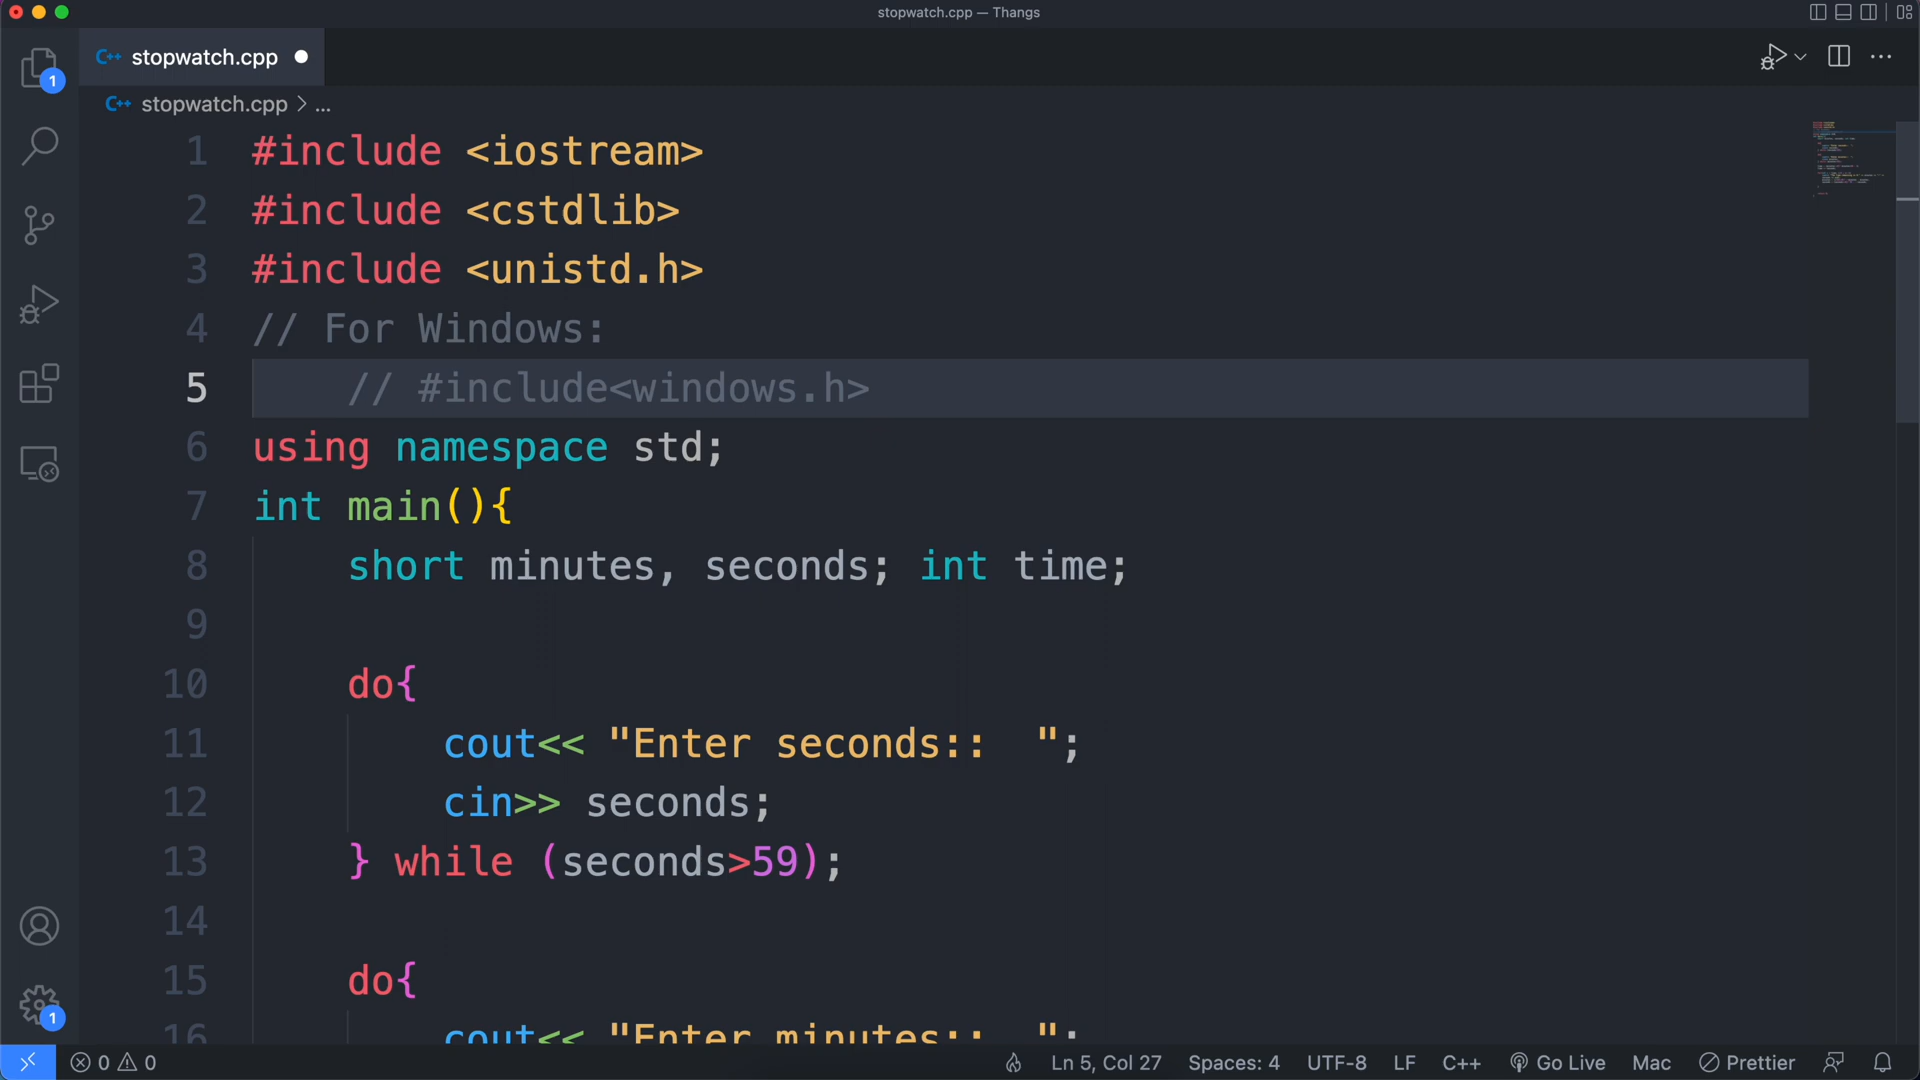 stopwatch.cpp — Thangs
C++ stopwatch.cpp
1
C++ stopwatch.cpp > ...
1 #include <iostream>
2 #include <cstdlib>
3 #include <unistd.h>
4 // For Windows:
5 // #include<windows.h>
6 using namespace std;
7 int main(){
8 short minutes, seconds; int time;
9
10 do{
11 cout<< "Enter seconds::  ";
12 cin>> seconds;
13 } while (seconds>59);
14
15 do{
16 cout<< "Enter minutes::  ";
1
0 0 Ln 5, Col 27 Spaces: 4 UTF-8 LF C++ Go Live Mac Prettier